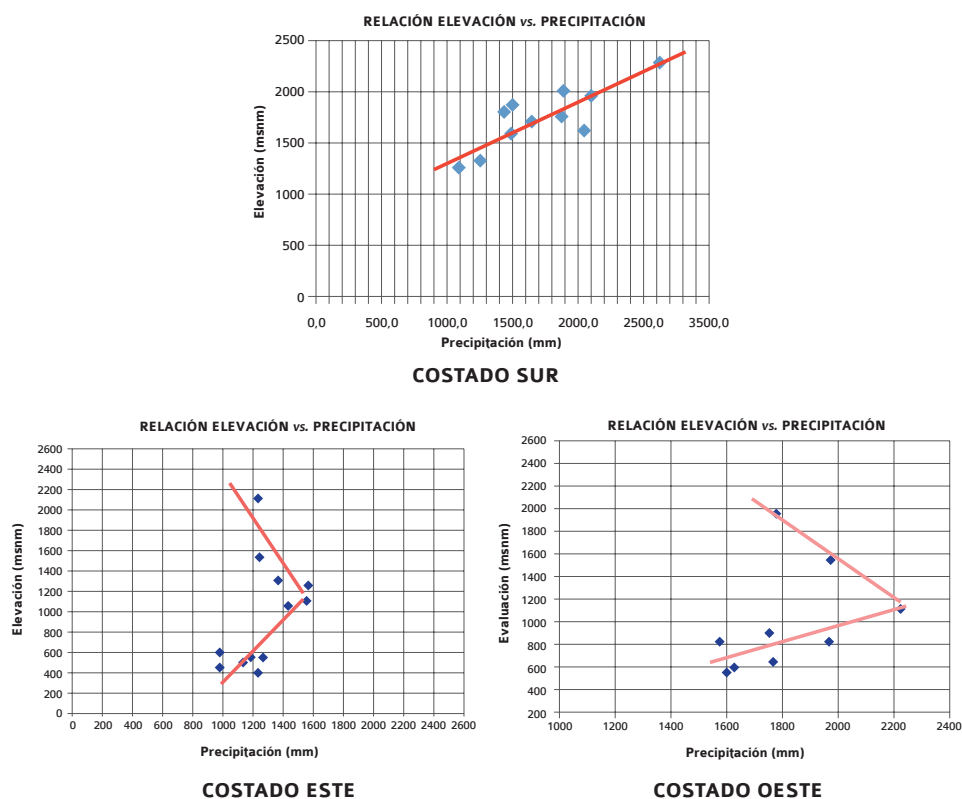 RELACIÓN ELEVACIÓN vs. PRECIPITACIÓN
2500
2000
1500
1000
500
0
Elevación (msnm)
0,0 500,0 1000,0 1500,0 2000,0 2500,0 3500,0
Precipitación (mm)
COSTADO SUR
RELACIÓN ELEVACIÓN vs. PRECIPITACIÓN
2600
2400
2200
2000
1800
1600
1400
1200
1000
800
600
400
200
0
Elevación (msnm)
0 200 1000 1200 1400 1600 1800 2000 2200 2400 2600
Precipitación (mm)
COSTADO ESTE
RELACIÓN ELEVACIÓN vs. PRECIPITACIÓN
2600
2400
2200
2000
1800
1600
1400
1200
1000
800
600
400
200
Evaluación (msnm)
1000 1200 1400 1600 1800 2000 2200 2400
Precipitación (mm)
COSTADO OESTE